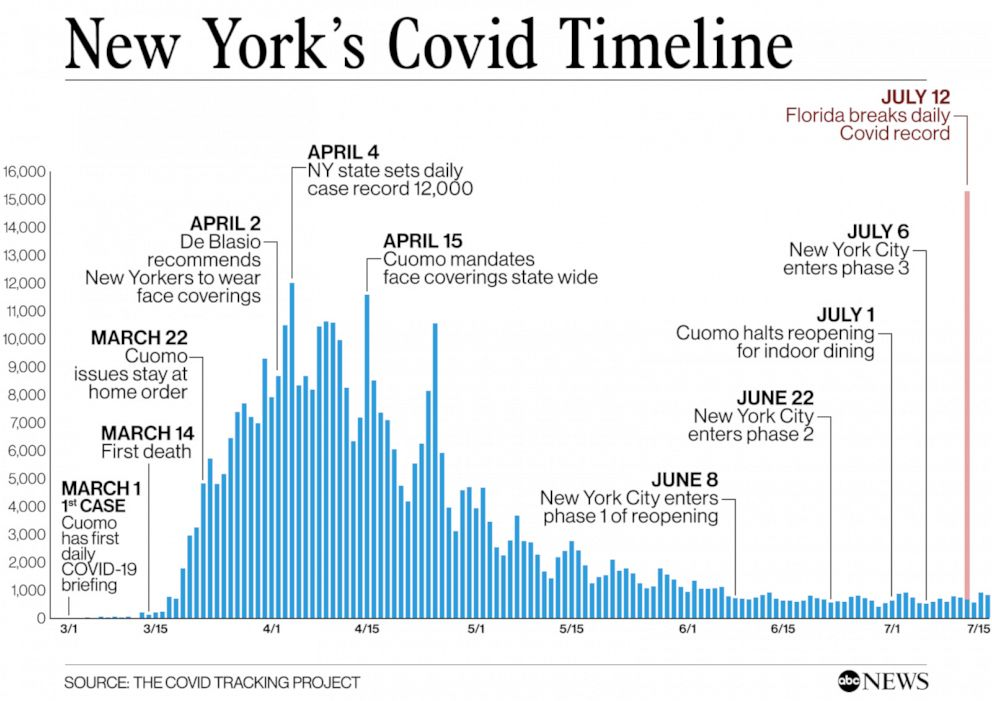 New York's Covid Timeline
JULY 12
Florida breaks daily
Covid record
APRIL 4
NY state sets daily
case record 12,000
APRIL 2
De Blasio
recommends
New Yorkers to wear
face coverings
APRIL 15
Cuomo mandates
face coverings state wide
JULY 6
New York City
enters phase 3
MARCH 22
Cuomo
issues stay at
home order
JULY 1
Cuomo halts reopening
for indoor dining
MARCH 14
First death
JUNE 22
New York City
enters phase 2
MARCH 1
1st CASE
Cuomo
has first
daily
COVID-19
briefing
JUNE 8
New York City enters
phase 1 of reopening
16,000
15,000
14,000
13,000
12,000
11,000
10,000
9,000
8,000
7,000
6,000
5,000
4,000
3,000
2,000
1,000
0
3/1 3/15 4/1 4/15 5/1 5/15 6/1 6/15 7/1 7/15
SOURCE: THE COVID TRACKING PROJECT
abc NEWS